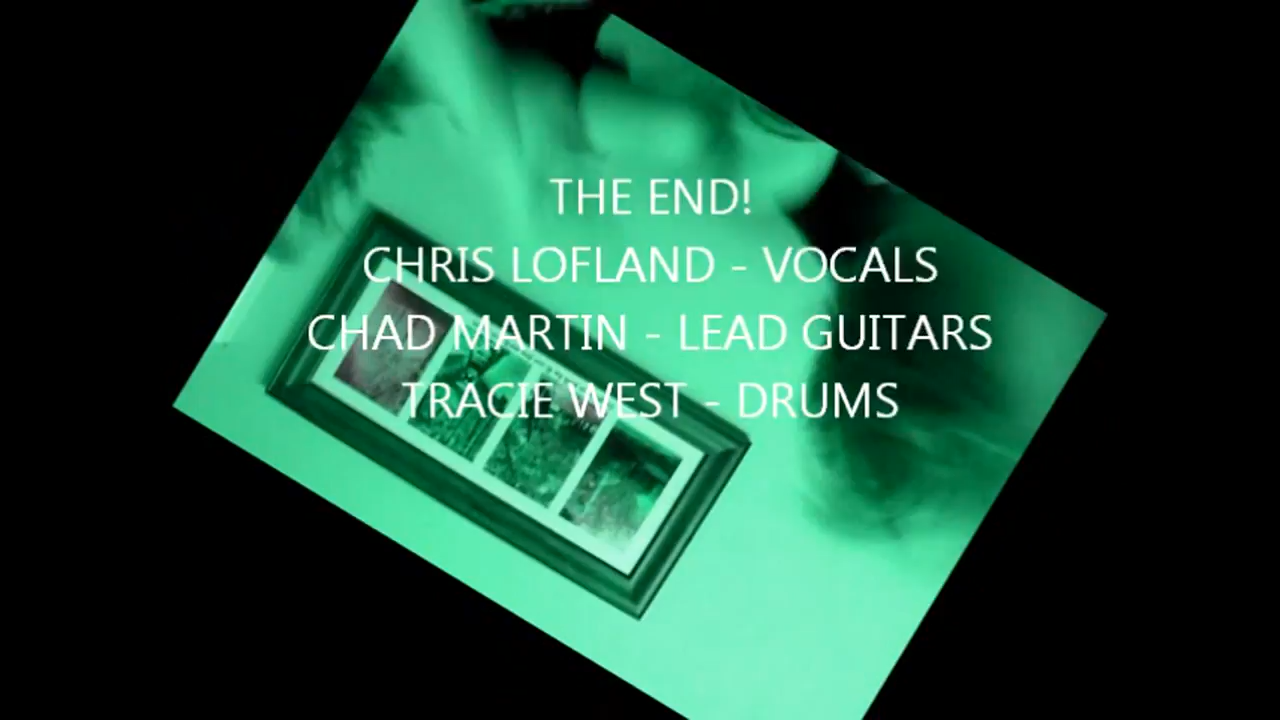 THE END!
CHRIS LOFLAND - VOCALS
CHAD MARTIN - LEAD GUITARS
TRACIE WEST - DRUMS